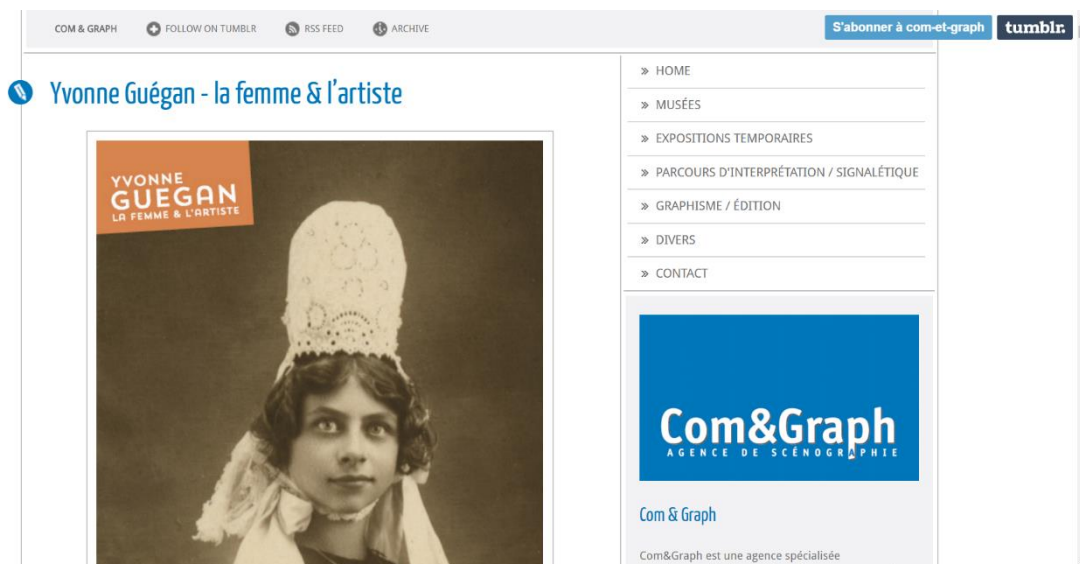 COM & GRAPH FOLLOW ON TUMBLR RSS FEED ARCHIVE
S'abonner à com-et-graph tumblr.
Yvonne Guégan - la femme & l'artiste
YVONNE
GUEGAN
LA FEMME & L'ARTISTE
» HOME
» MUSÉES
» EXPOSITIONS TEMPORAIRES
» PARCOURS D'INTERPRÉTATION / SIGNALÉTIQUE
» GRAPHISME / ÉDITION
» DIVERS
» CONTACT
Com&Graph
AGENCE DE SCÉNOGRAPHIE
Com & Graph
Com&Graph est une agence spécialisée